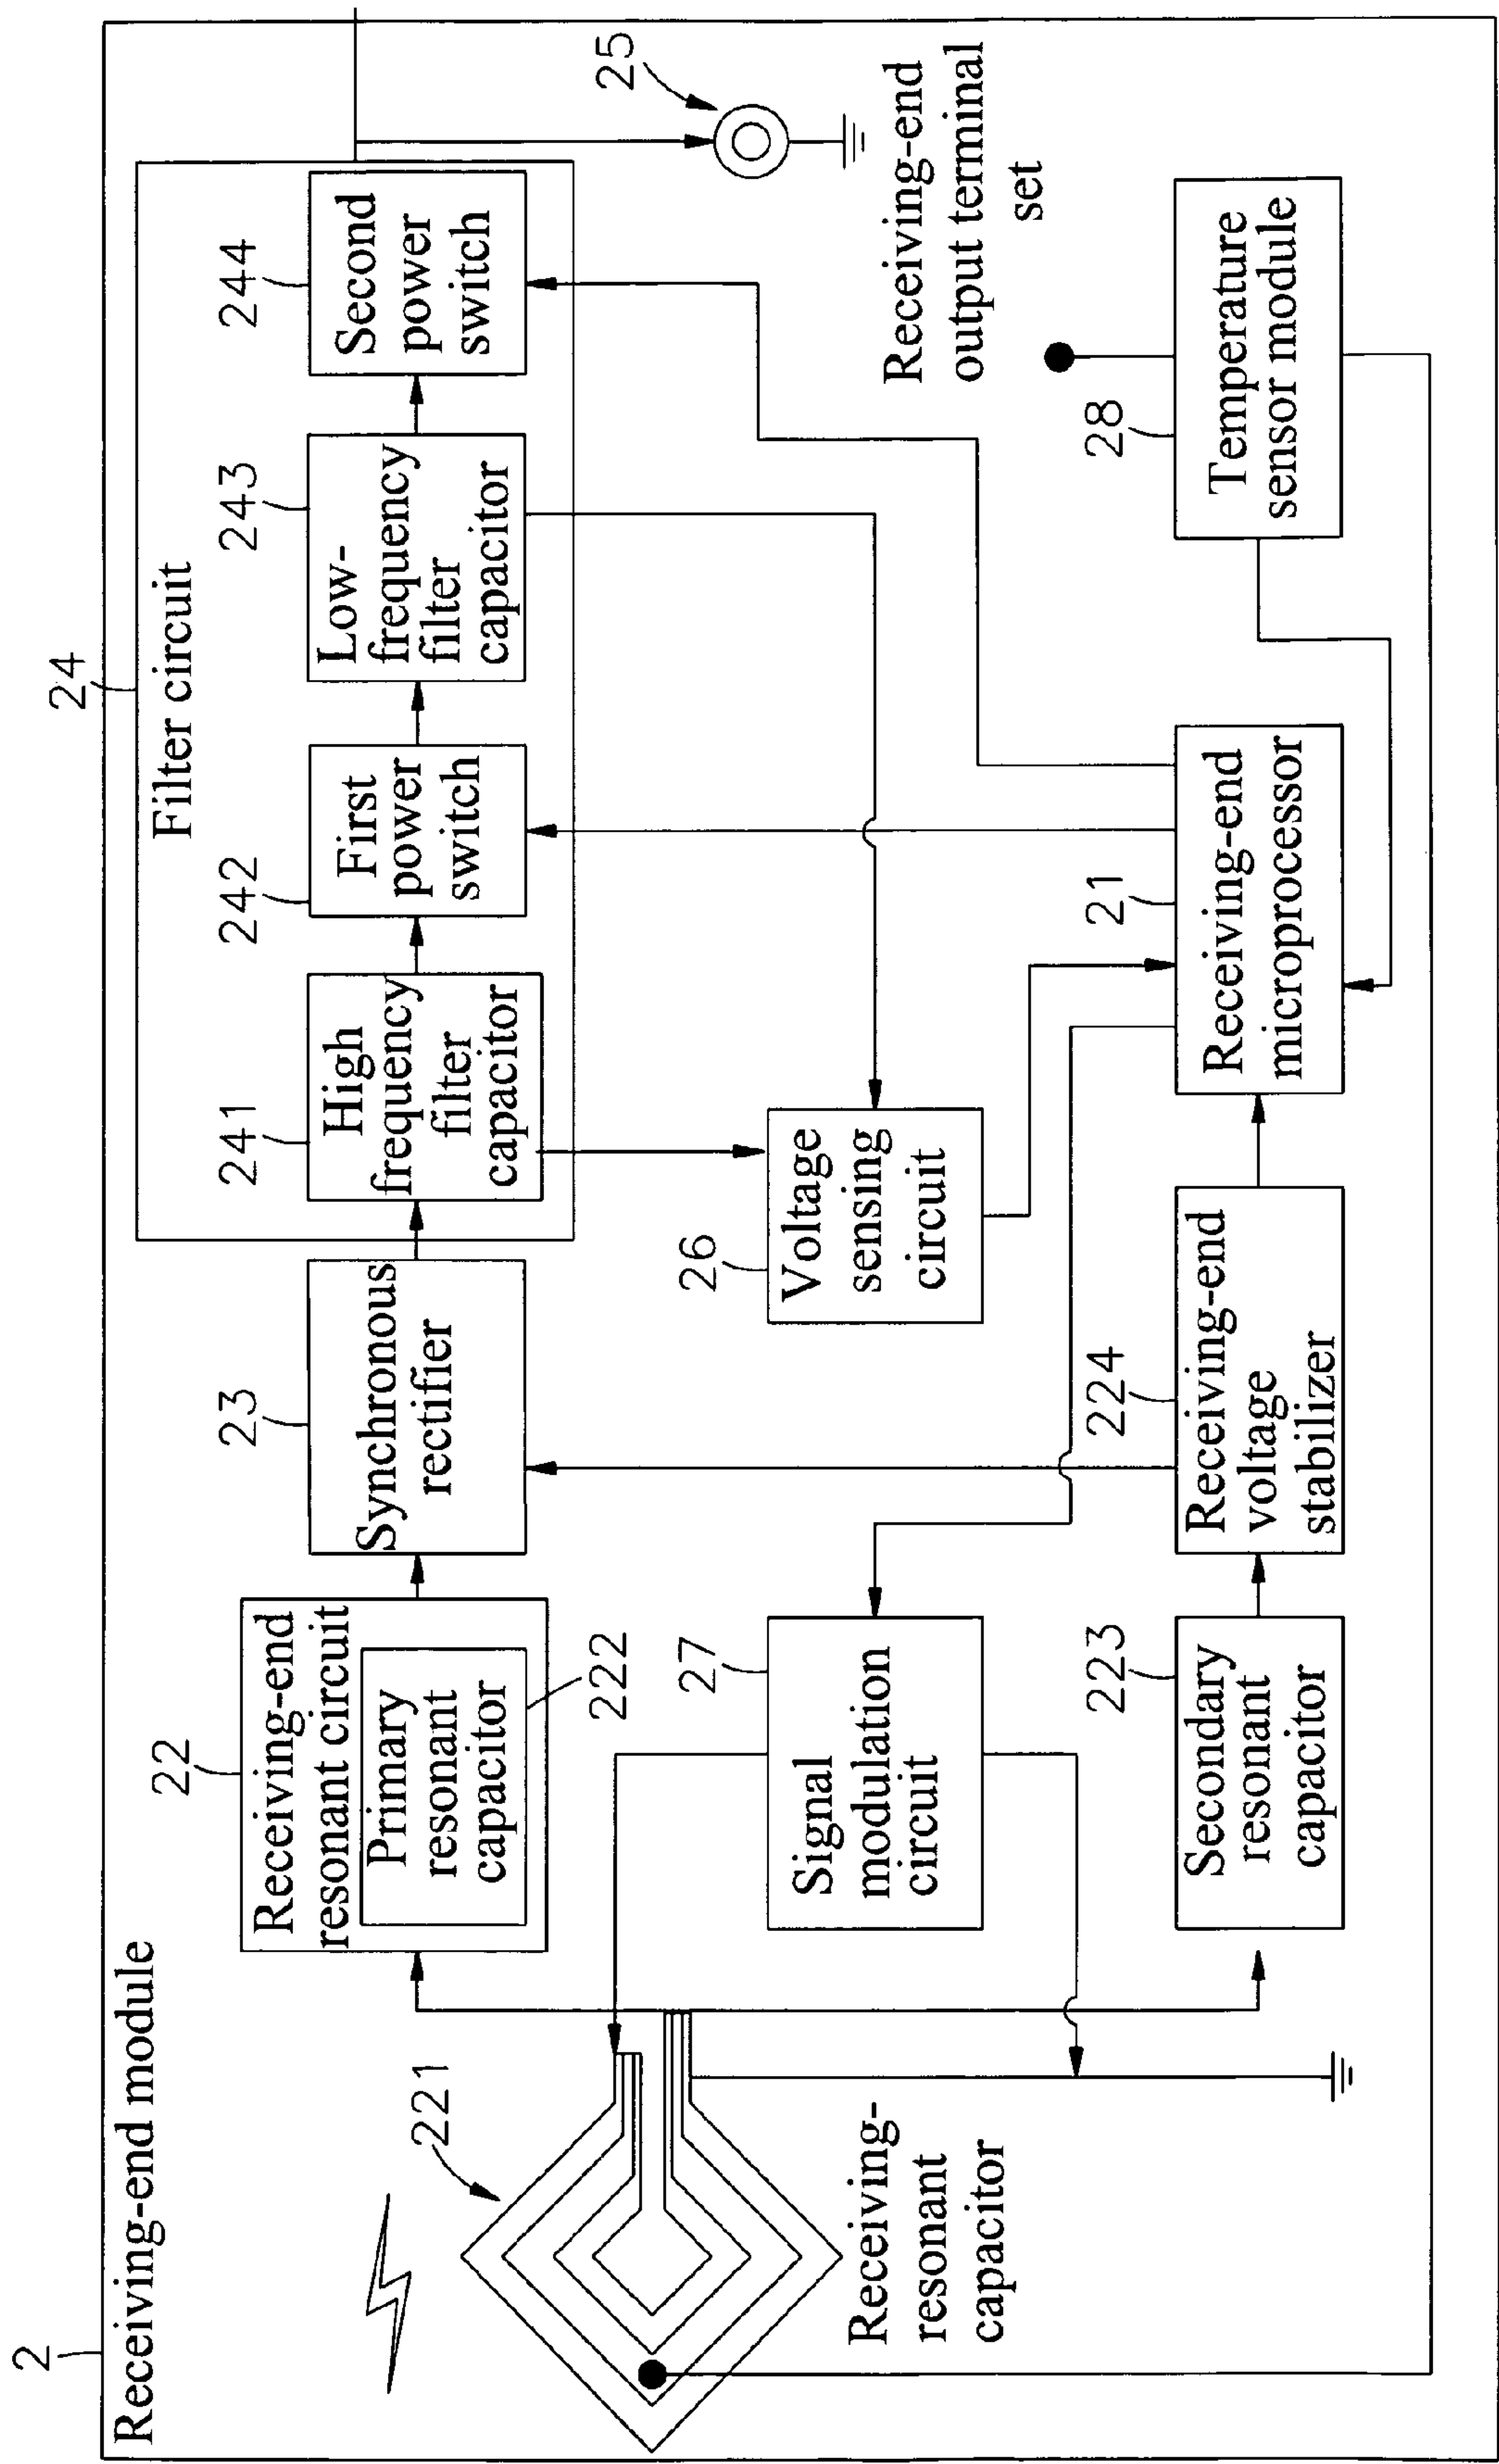 2
Receiving-end module
24
Filter circuit
22
Receiving-end
resonant circuit
Primary
resonant
capacitor
222
23
Synchronous
rectifier
241
High
frequency
filter
capacitor
242
First
power
switch
243
Low-
frequency
filter
capacitor
244
Second
power
switch
25
Receiving-end
output terminal
set
221
Receiving-
resonant
capacitor
27
Signal
modulation
circuit
26
Voltage
sensing
circuit
223
Secondary
resonant
capacitor
224
Receiving-end
voltage
stabilizer
21
Receiving-end
microprocessor
28
Temperature
sensor module